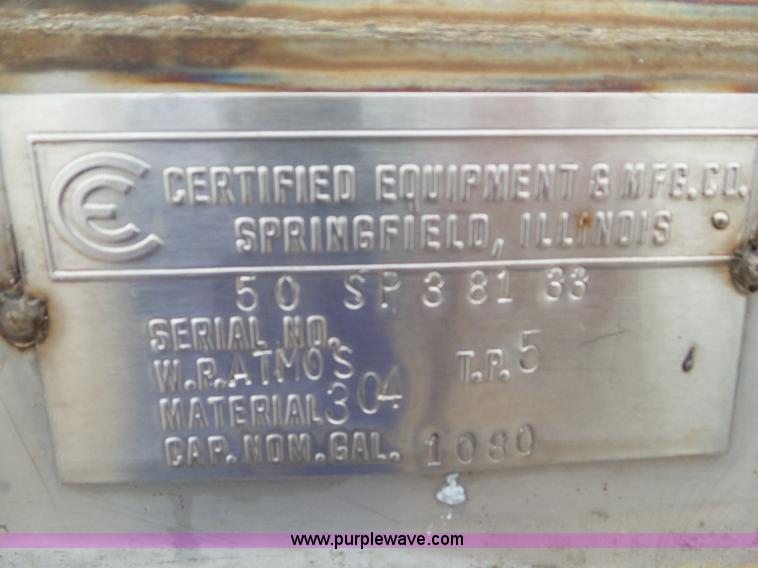 CERTIFIED EQUIPMENT & MFG. CO.
SPRINGFIELD, ILLINOIS
50 SP 3 81 33
SERIAL NO.
W.P. ATMOS T.P. 5
MATERIAL 304
CAP. NOM. GAL. 1080
www.purplewave.com